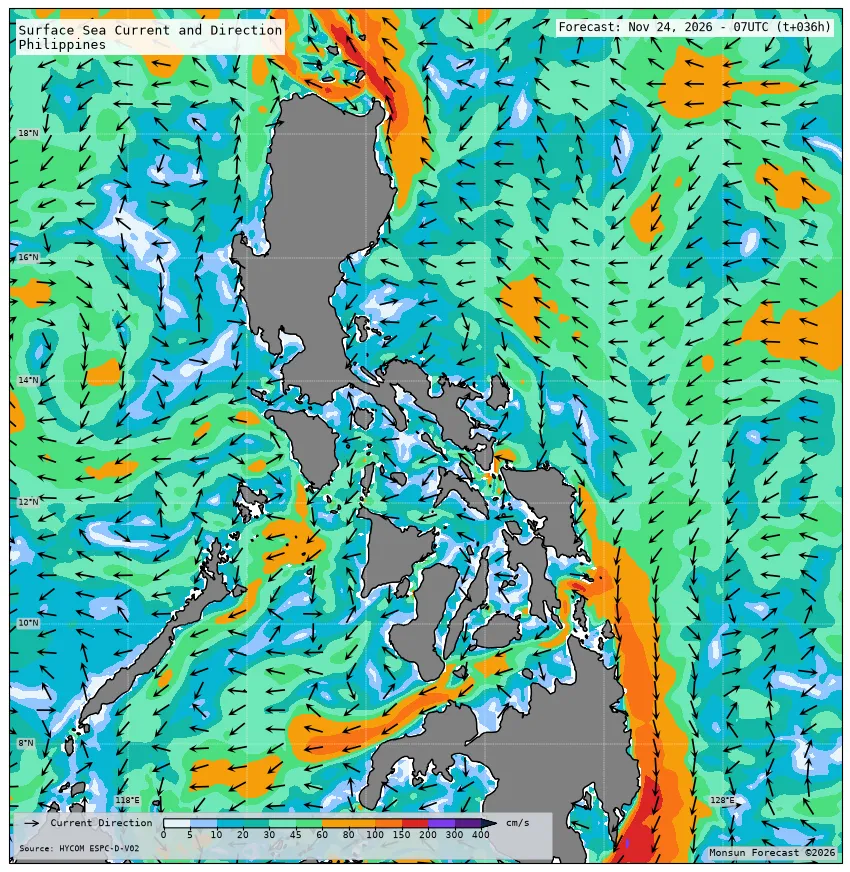 Surface Sea Current and Direction
Philippines
Forecast: Nov 24, 2026 - 07UTC (t+036h)
18°N
16°N
14°N
12°N
10°N
8°N
118°E
128°E
Current Direction
0 5 10 20 30 45 60 80 100 150 200 300 400
cm/s
Source: HYCOM ESPC-D-V02
Monsun Forecast ©2026